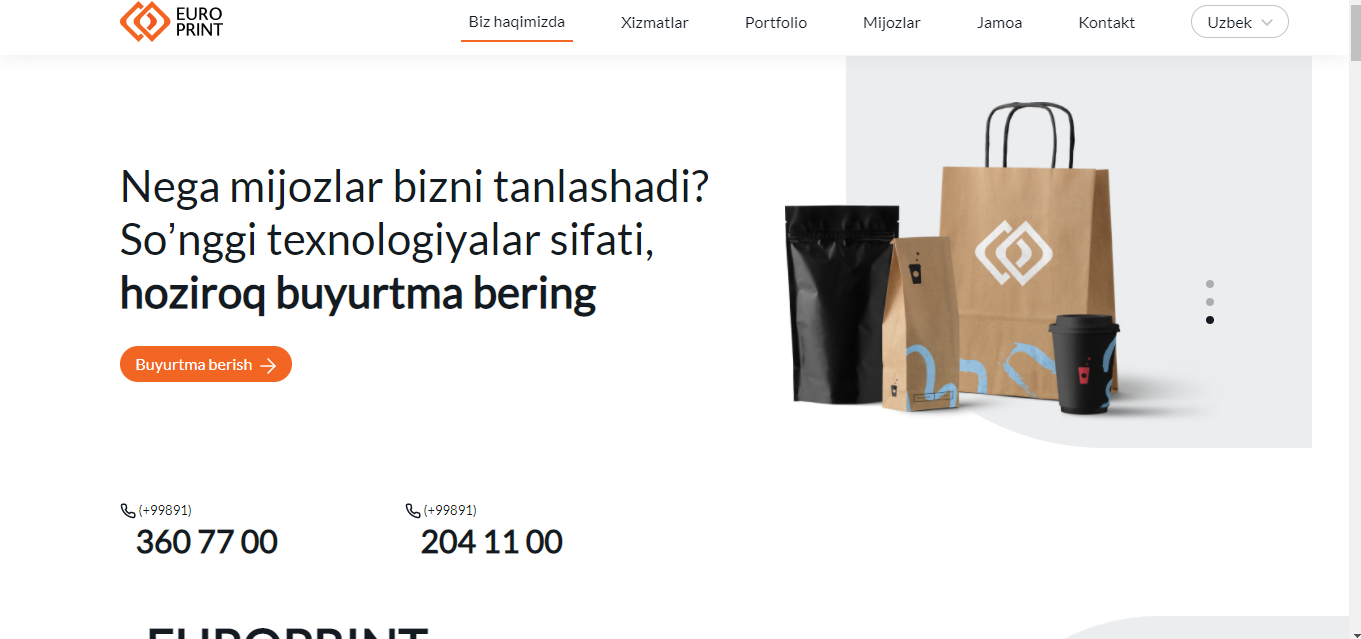 EURO
PRINT
Biz haqimizda
Xizmatlar
Portfolio
Mijozlar
Jamoa
Kontakt
Uzbek
Nega mijozlar bizni tanlashadi?
So’nggi texnologiyalar sifati,
hoziroq buyurtma bering
Buyurtma berish
(+99891)
360 77 00
(+99891)
204 11 00
EUROPRINT